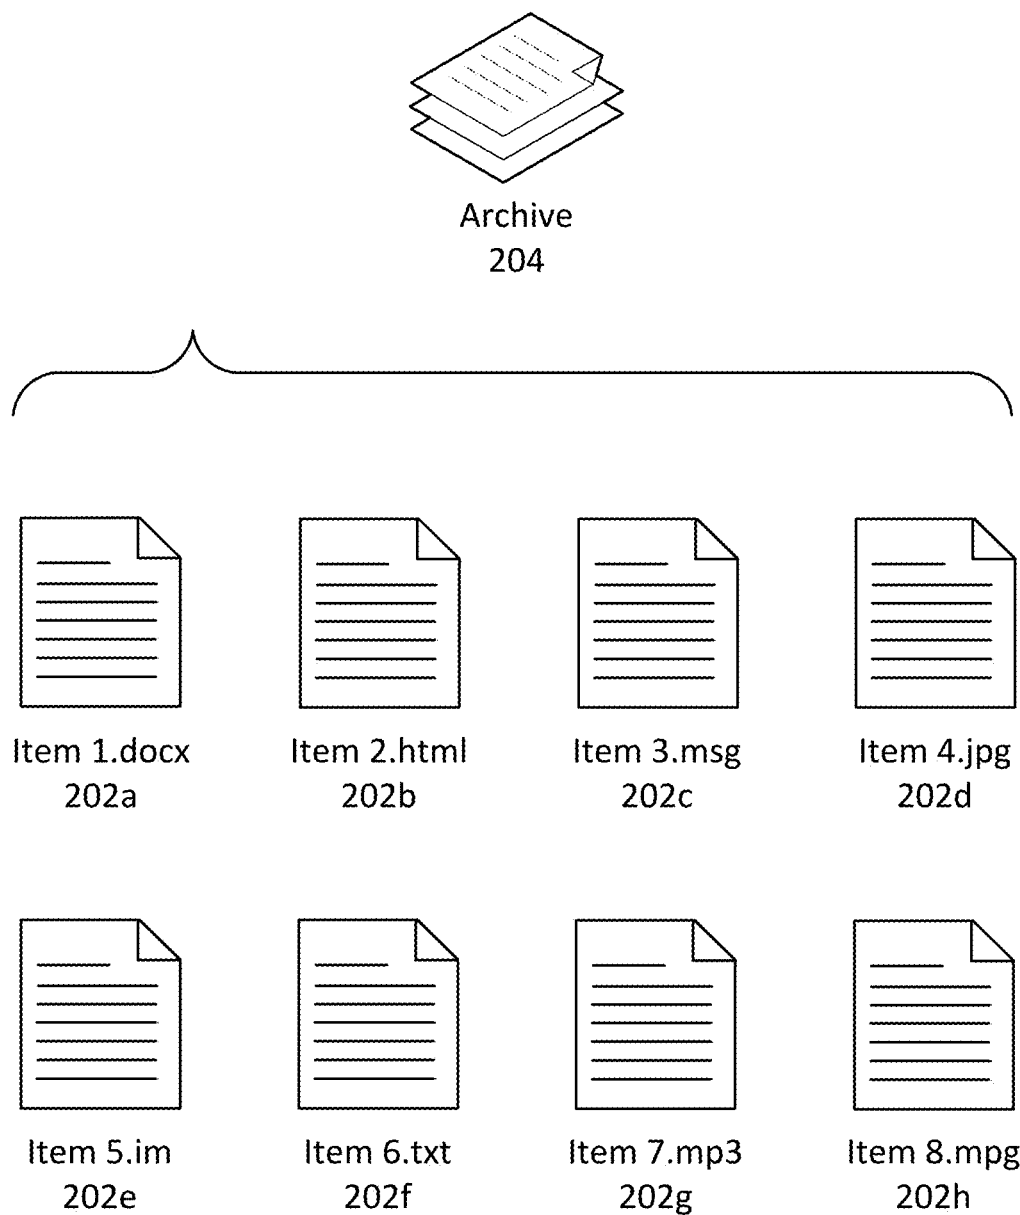 Archive
204
Item 1.docx
202a
Item 2.html
202b
Item 3.msg
202c
Item 4.jpg
202d
Item 5.im
202e
Item 6.txt
202f
Item 7.mp3
202g
Item 8.mpg
202h